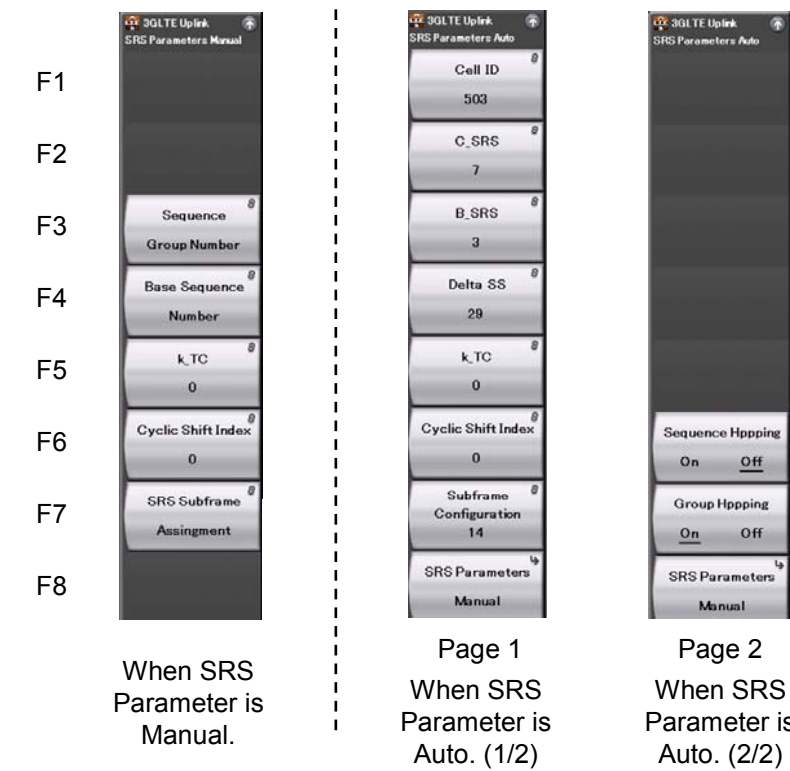 3GLTE Uplink
SRS Parameters Manual
3GLTE Uplink
SRS Parameters Auto
3GLTE Uplink
SRS Parameters Auto
F1
F2
F3
F4
F5
F6
F7
F8
Sequence
Group Number
Base Sequence
Number
k_TC
0
Cyclic Shift Index
0
SRS Subframe
Assingment
When SRS
Parameter is
Manual.
Cell ID
503
C_SRS
7
B_SRS
3
Delta SS
29
k_TC
0
Cyclic Shift Index
0
Subframe
Configuration
14
SRS Parameters
Manual
Page 1
When SRS
Parameter is
Auto. (1/2)
Sequence Hppping
On Off
Group Hppping
On Off
SRS Parameters
Manual
Page 2
When SRS
Parameter is
Auto. (2/2)